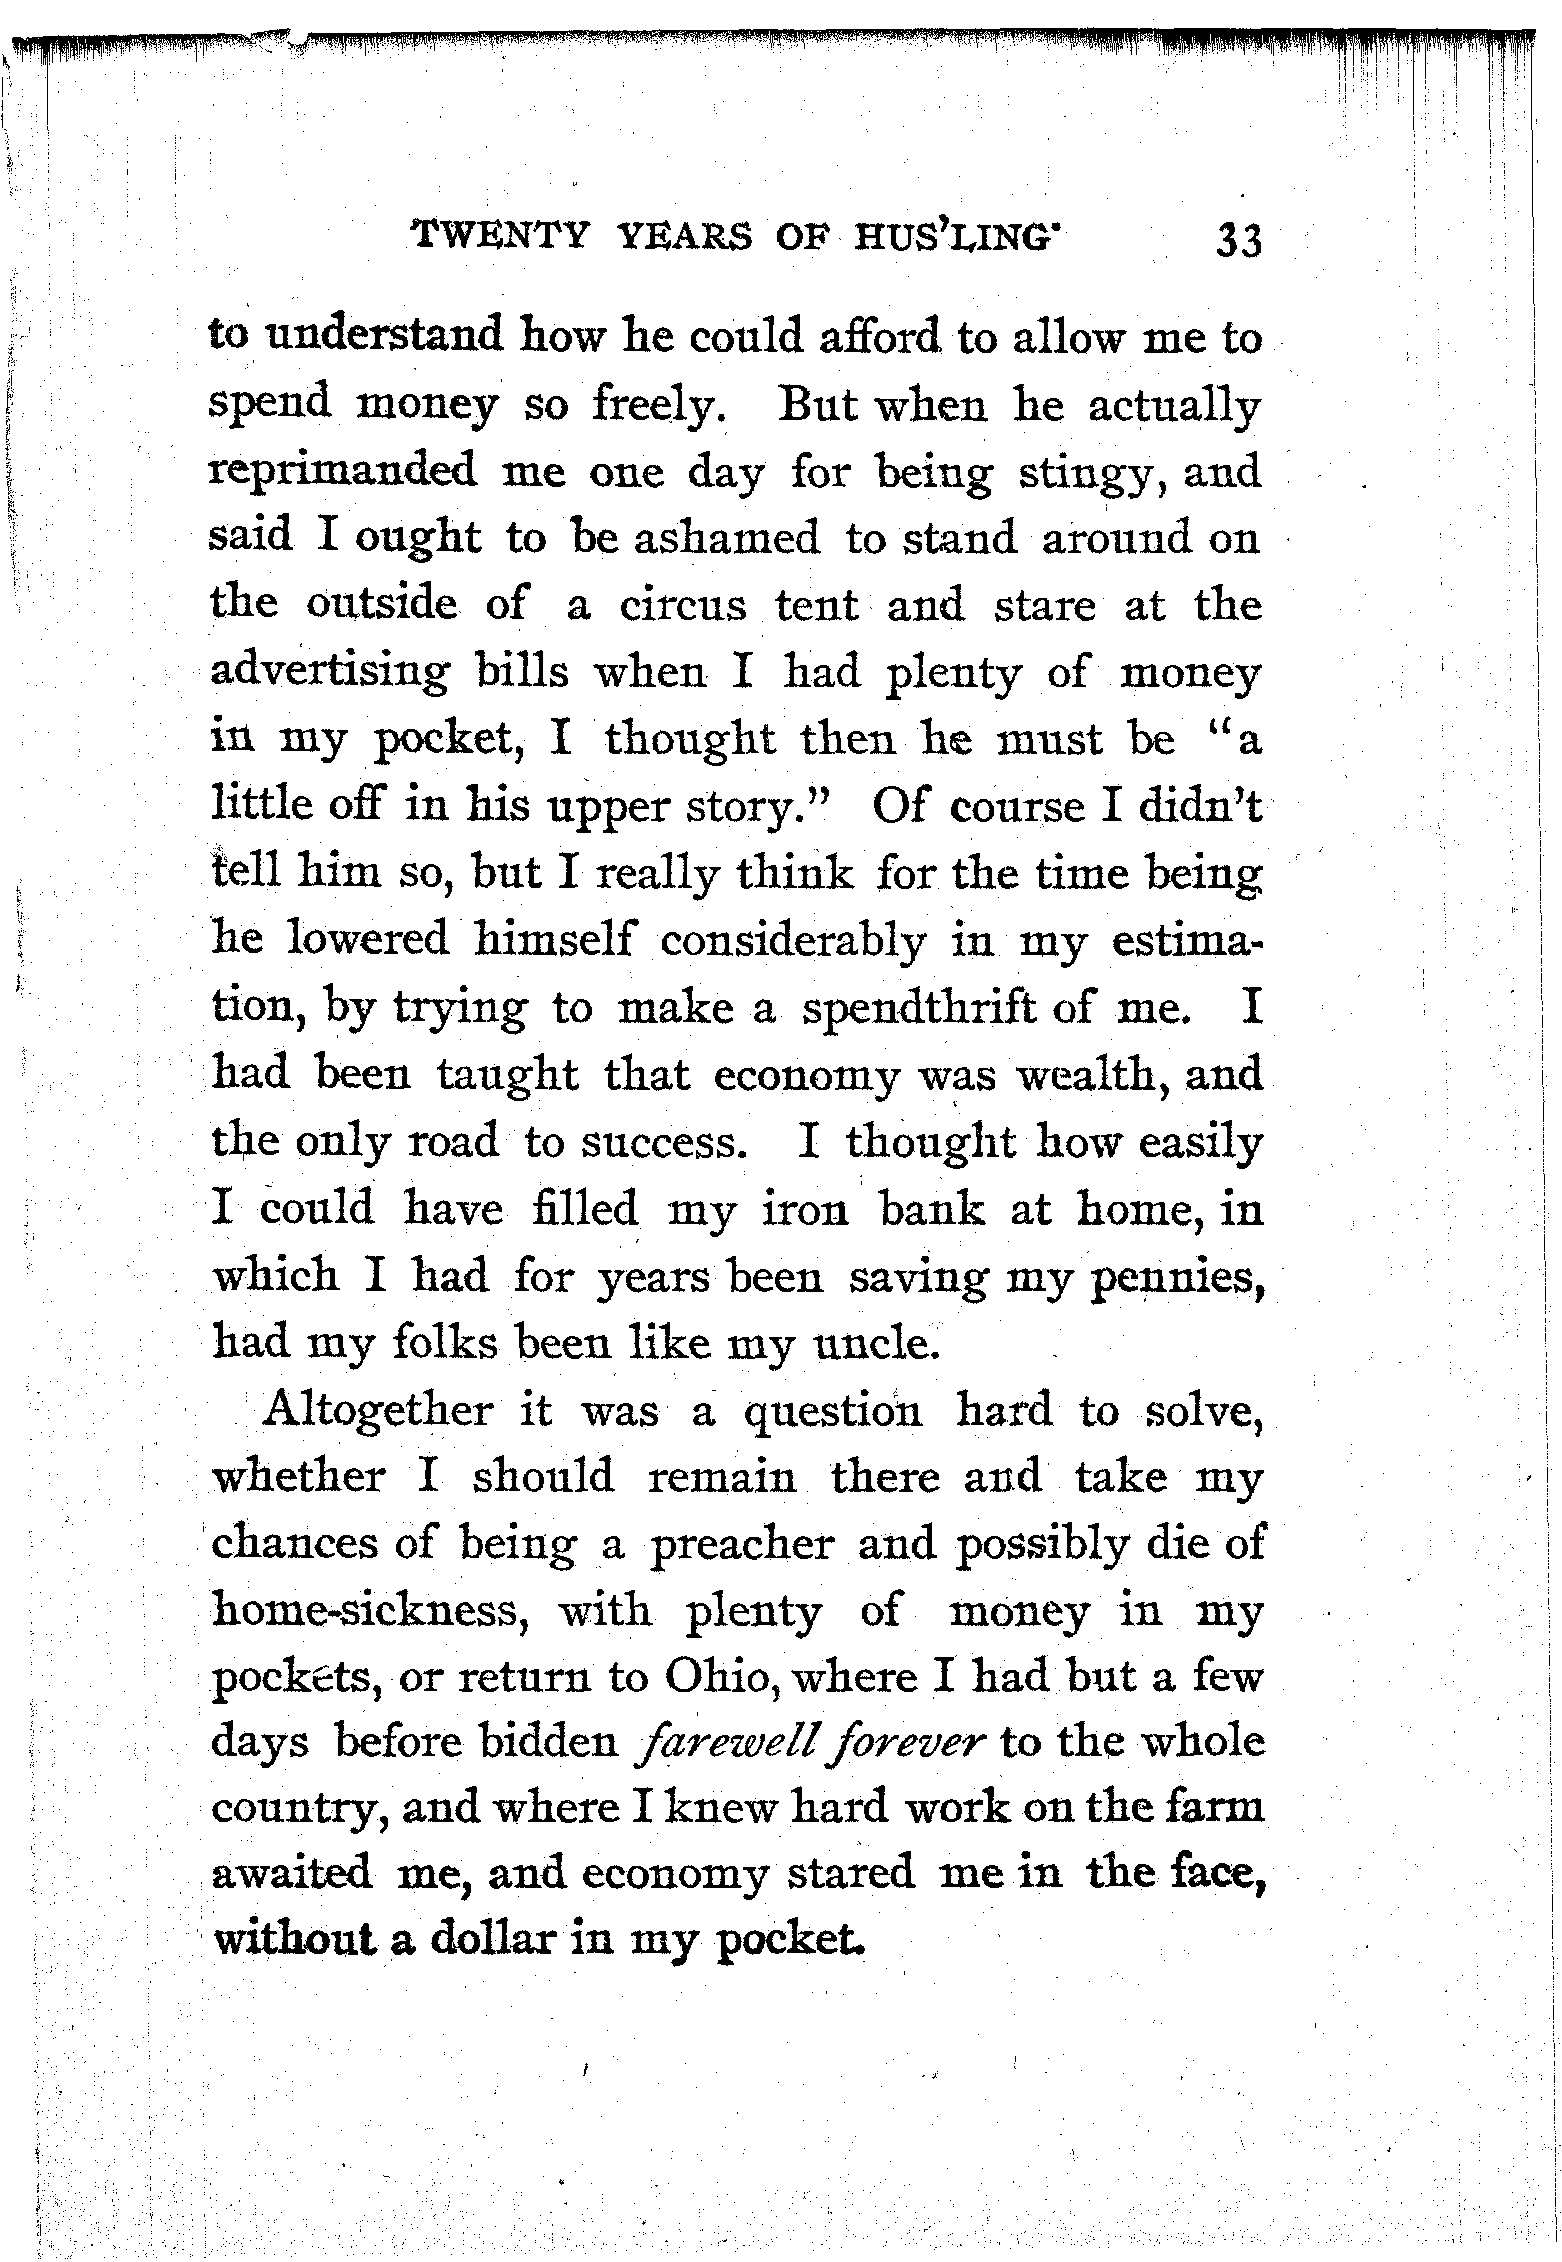 TWENTY YEARS OF HUS'LING 33
to understand how he could afford to allow me to
spend money so freely. But when he actually
reprimanded me one day for being stingy, and
said I ought to be ashamed to stand around on
the outside of a circus tent and stare at the
advertising bills when I had plenty of money
in my pocket, I thought then he must be "a
little off in his upper story." Of course I didn't
tell him so, but I really think for the time being
he lowered himself considerably in my estima-
tion, by trying to make a spendthrift of me. I
had been taught that economy was wealth, and
the only road to success. I thought how easily
I could have filled my iron bank at home, in
which I had for years been saving my pennies,
had my folks been like my uncle.
Altogether it was a question hard to solve,
whether I should remain there and take my
chances of being a preacher and possibly die of
home-sickness, with plenty of money in my
pockets, or return to Ohio, where I had but a few
days before bidden farewell forever to the whole
country, and where I knew hard work on the farm
awaited me, and economy stared me in the face,
without a dollar in my pocket.